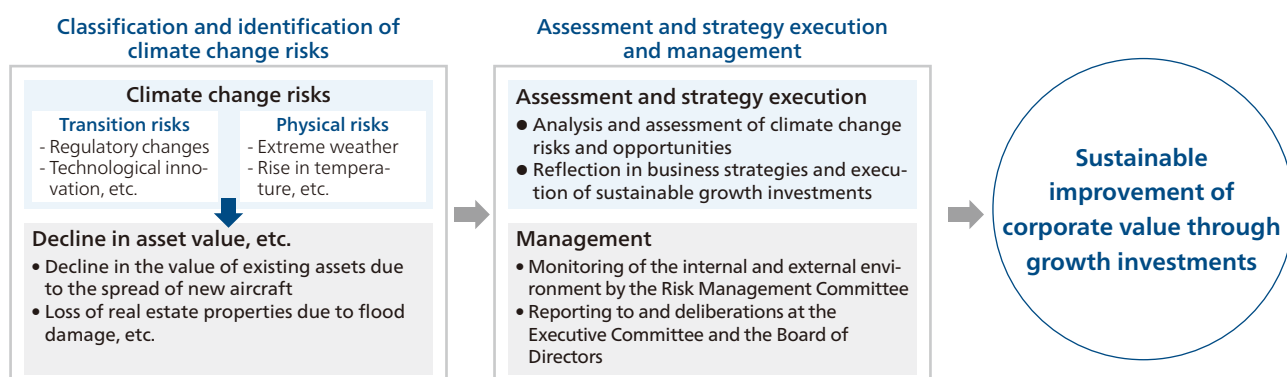 Classification and identification of
climate change risks
Climate change risks
Transition risks
- Regulatory changes
- Technological inno-
vation, etc.
Physical risks
- Extreme weather
- Rise in tempera-
ture, etc.
Decline in asset value, etc.
• Decline in the value of existing assets due
to the spread of new aircraft
• Loss of real estate properties due to flood
damage, etc.
Assessment and strategy execution
and management
Assessment and strategy execution
● Analysis and assessment of climate change
risks and opportunities
● Reflection in business strategies and execu-
tion of sustainable growth investments
Management
• Monitoring of the internal and external envi-
ronment by the Risk Management Committee
• Reporting to and deliberations at the
Executive Committee and the Board of
Directors
Sustainable
improvement of
corporate value through
growth investments